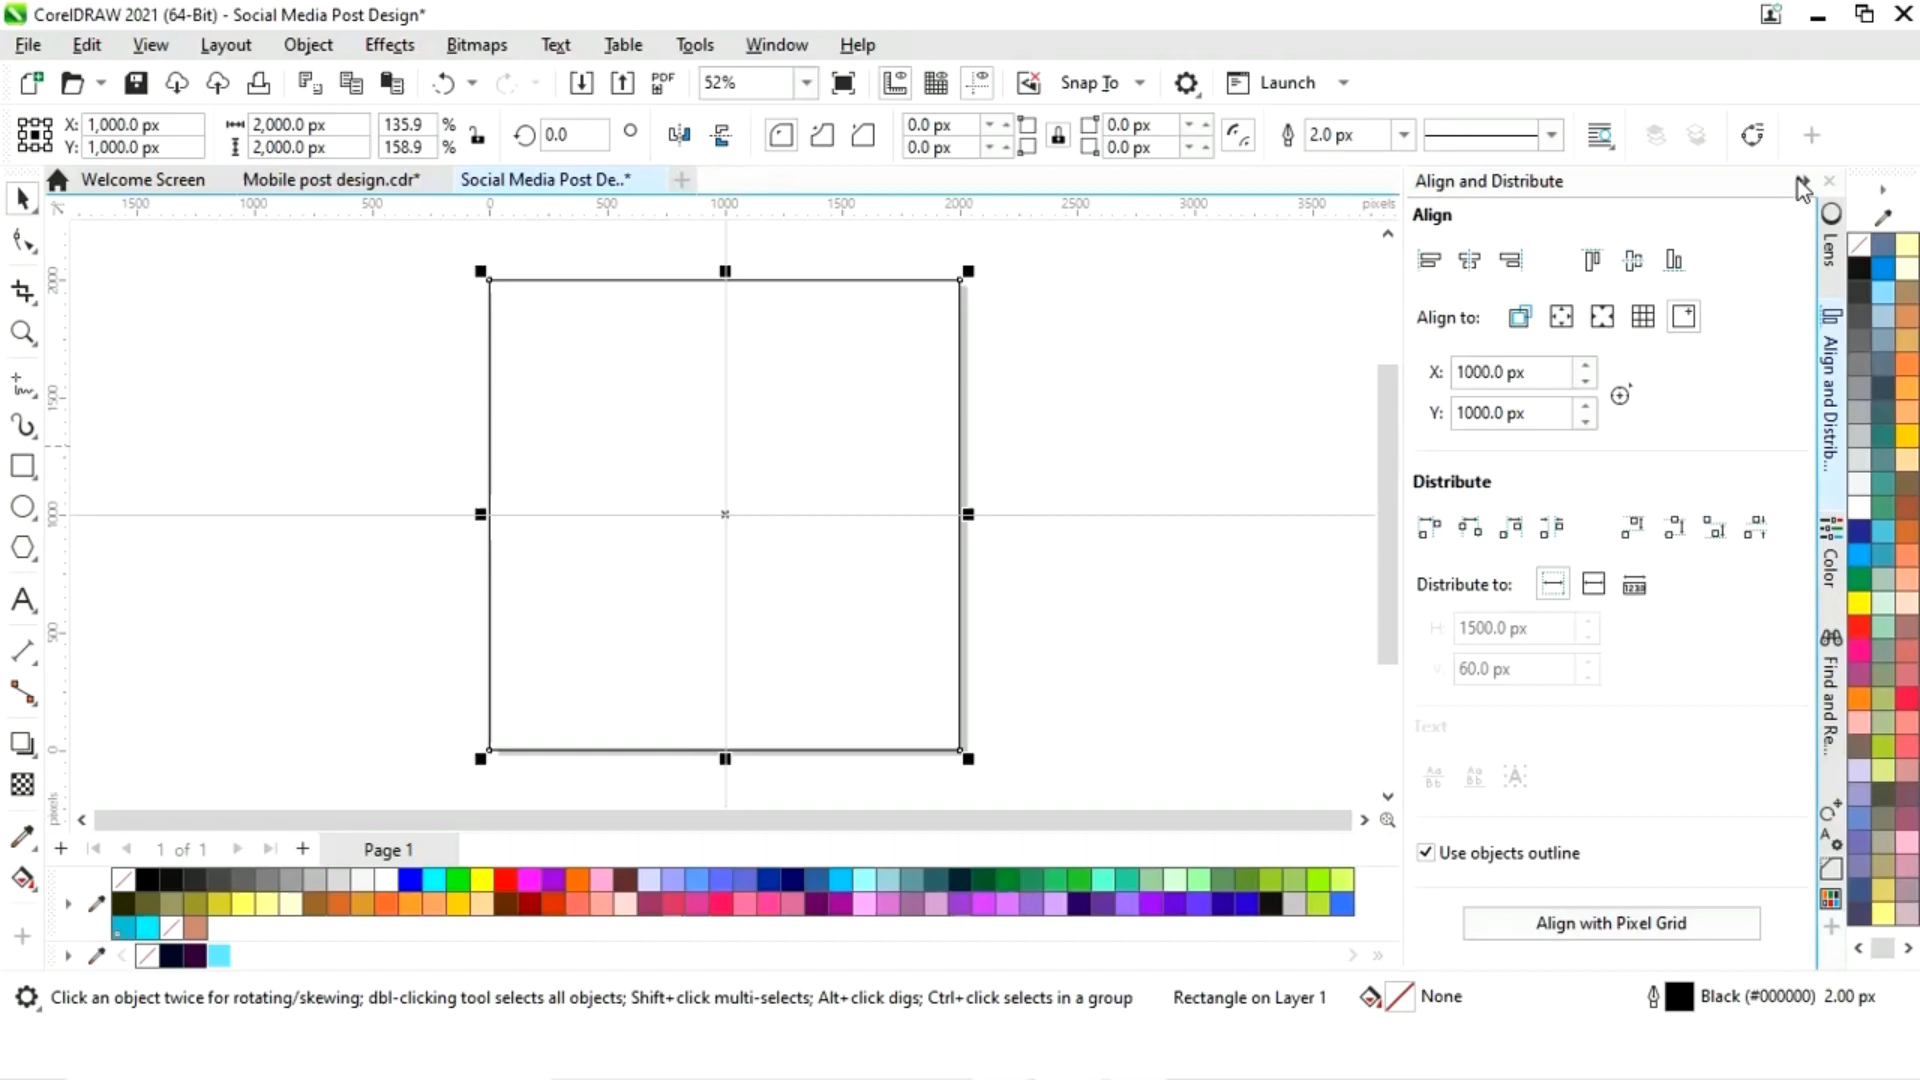 CorelDRAW 2021 (64-Bit) - Social Media Post Design*
File Edit View Layout Object Effects Bitmaps Text Table Tools Window Help
PDF 52% Snap To Launch
X: 1,000.0 px 2,000.0 px 135.9 % 0.0 0.0 px 0.0 px 2.0 px
Y: 1,000.0 px 2,000.0 px 158.9 % 0.0 px 0.0 px
Welcome Screen Mobile post design.cdr* Social Media Post De..*
1500 1000 500 0 500 1000 1500 2000 2500 3000 3500 pixels
2000
1500
1000
500
0
pixels
Align and Distribute
Align
Align to:
X: 1000.0 px
Y: 1000.0 px
Distribute
Distribute to:
H: 1500.0 px
V: 60.0 px
Text
Use objects outline
Align with Pixel Grid
Lens
Align and Distrib...
Color
Find and Re...
1 of 1 Page 1
Click an object twice for rotating/skewing; dbl-clicking tool selects all objects; Shift+click multi-selects; Alt+click digs; Ctrl+click selects in a group Rectangle on Layer 1 None Black (#000000) 2.00 px